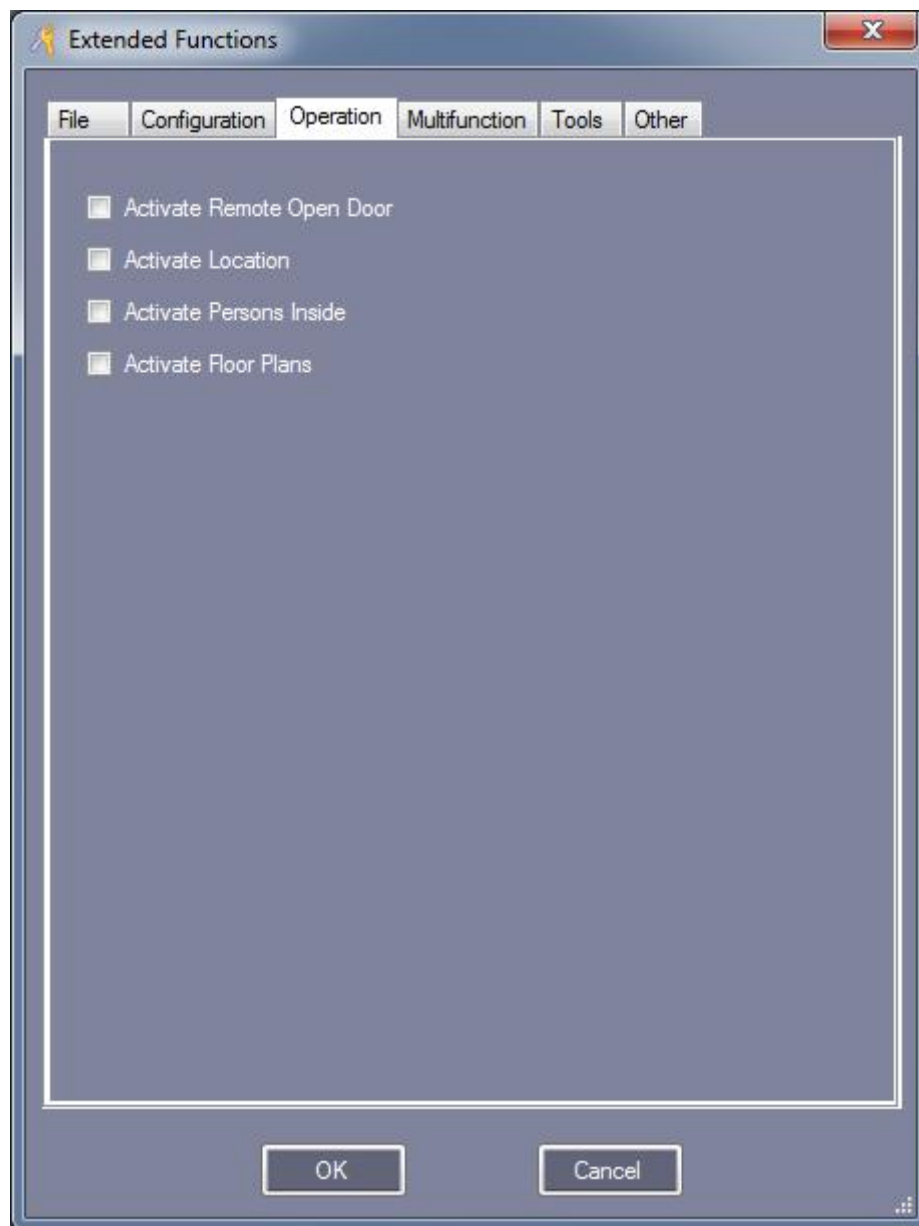 Extended Functions
File Configuration Operation Multifunction Tools Other
Activate Remote Open Door
Activate Location
Activate Persons Inside
Activate Floor Plans
OK Cancel